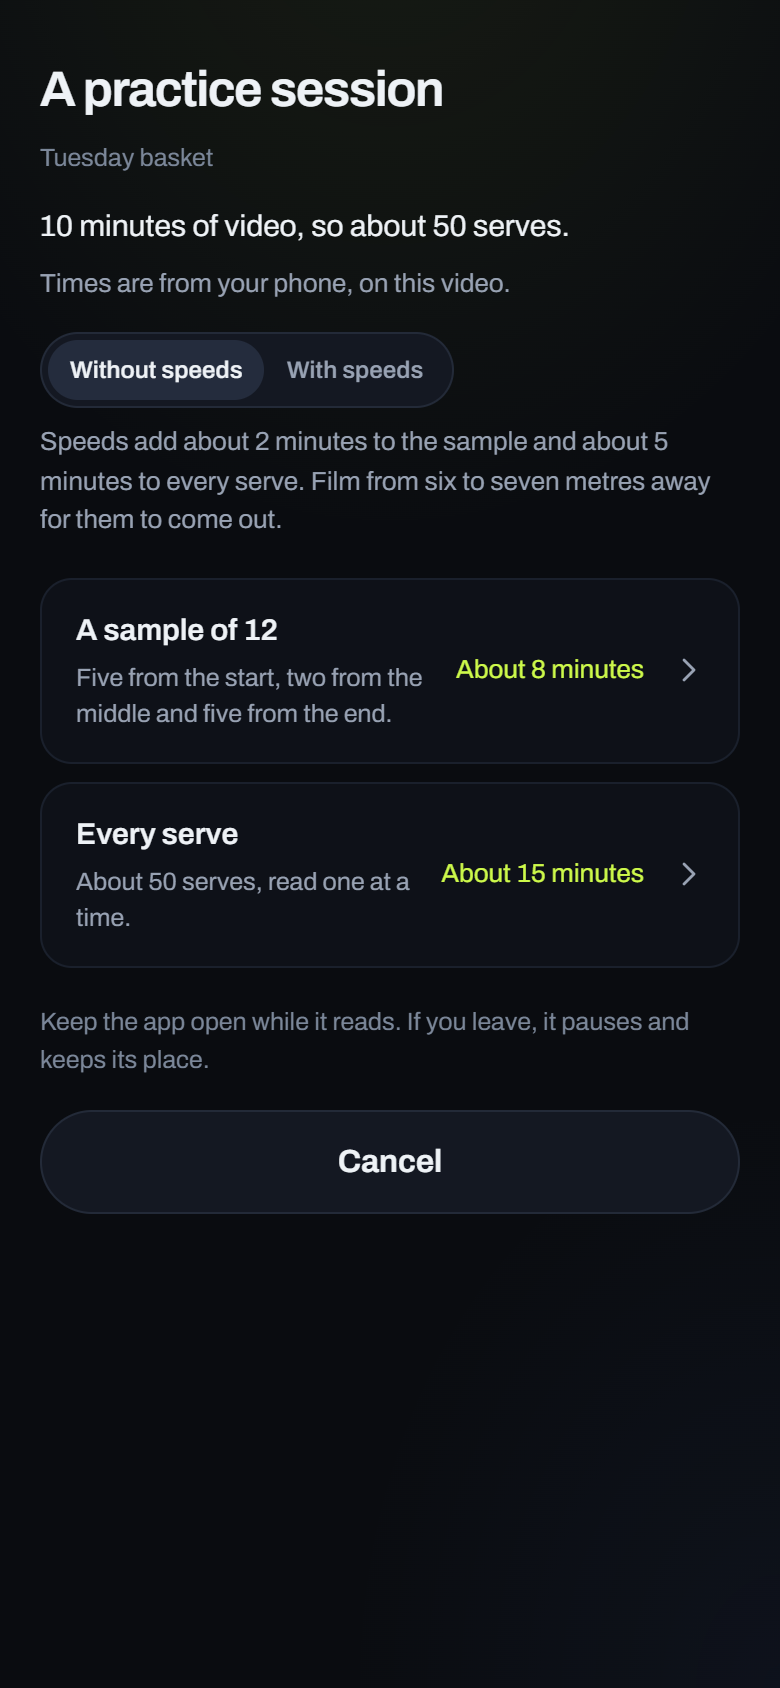 A practice session
Tuesday basket
10 minutes of video, so about 50 serves.
Times are from your phone, on this video.
Without speeds
With speeds
Speeds add about 2 minutes to the sample and about 5
minutes to every serve. Film from six to seven metres away
for them to come out.
A sample of 12
Five from the start, two from the
middle and five from the end.
About 8 minutes
Every serve
About 50 serves, read one at a
time.
About 15 minutes
Keep the app open while it reads. If you leave, it pauses and
keeps its place.
Cancel